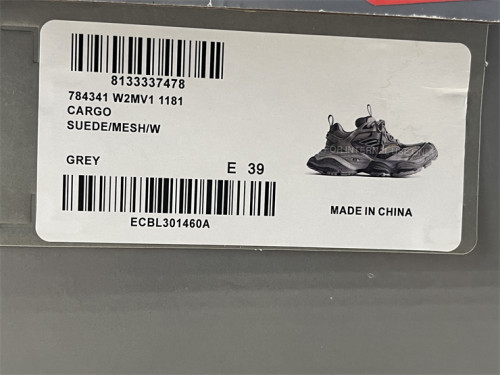 8133337478
784341 W2MV1 1181
CARGO
SUEDE/MESH/W
GREY E 39
ECBL301460A
MADE IN CHINA